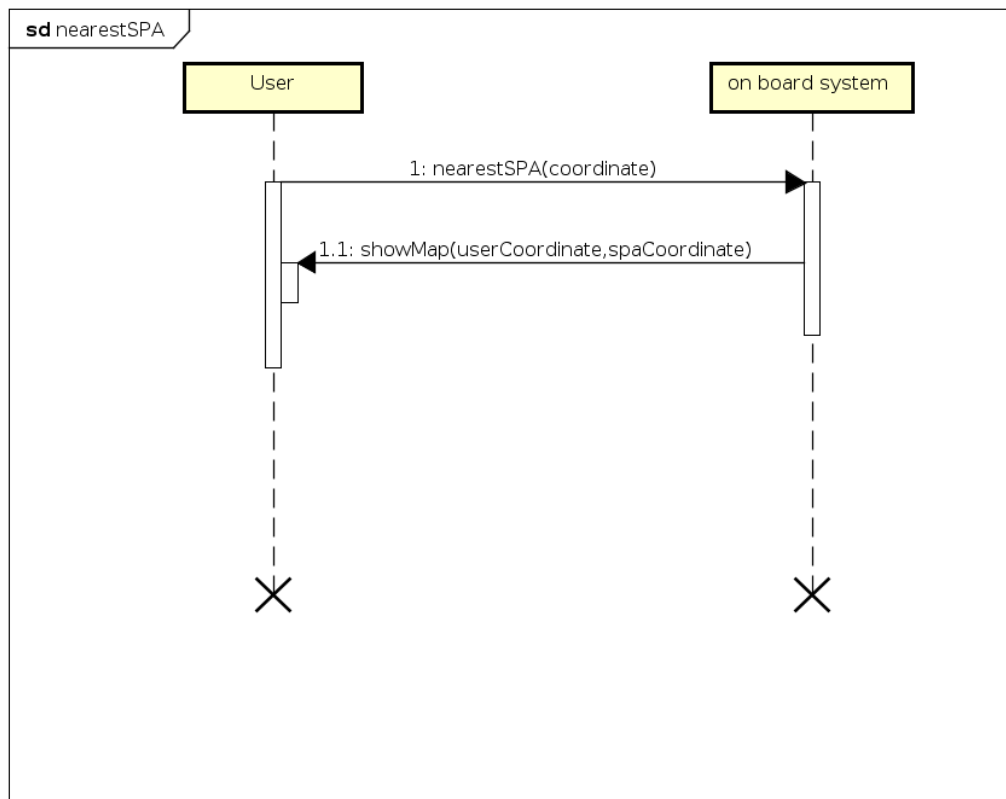 sd nearestSPA
User
on board system
1: nearestSPA(coordinate)
1.1: showMap(userCoordinate,spaCoordinate)